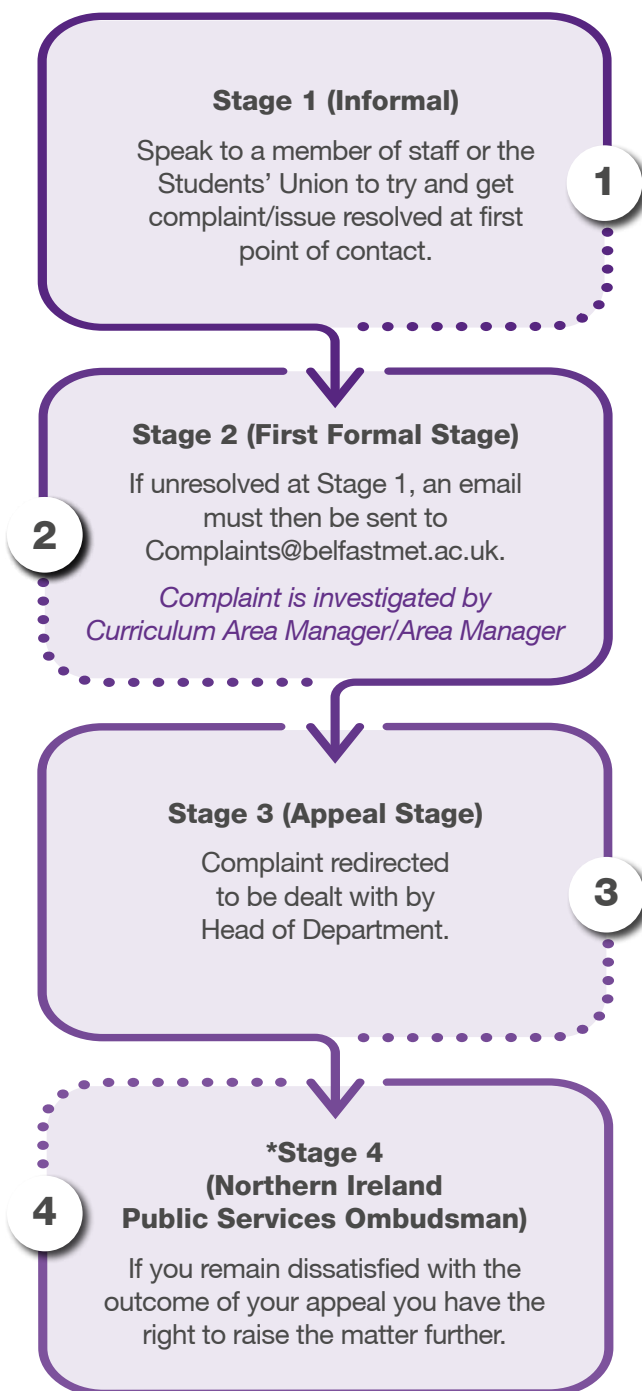 Stage 1 (Informal)
Speak to a member of staff or the
Students’ Union to try and get
complaint/issue resolved at first
point of contact.
1
Stage 2 (First Formal Stage)
If unresolved at Stage 1, an email
must then be sent to
Complaints@belfastmet.ac.uk.
Complaint is investigated by
Curriculum Area Manager/Area Manager
2
Stage 3 (Appeal Stage)
Complaint redirected
to be dealt with by
Head of Department.
3
*Stage 4
(Northern Ireland
Public Services Ombudsman)
If you remain dissatisfied with the
outcome of your appeal you have the
right to raise the matter further.
4